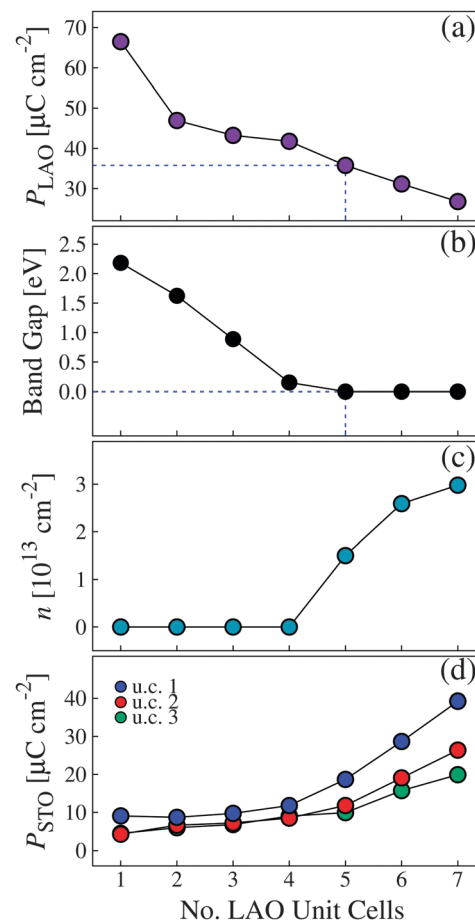 (a)
P_LAO [μC cm⁻²]
70
60
50
40
30
(b)
Band Gap [eV]
2.5
2.0
1.5
1.0
0.5
0.0
(c)
n [10¹³ cm⁻²]
3
2
1
0
(d)
P_STO [μC cm⁻²]
u.c. 1
u.c. 2
u.c. 3
40
30
20
10
0
1 2 3 4 5 6 7
No. LAO Unit Cells